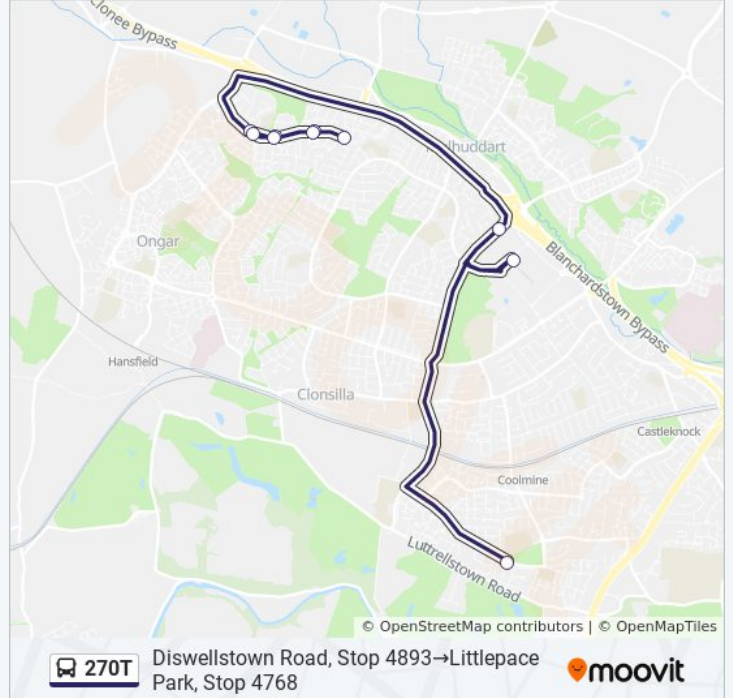 Clonee Bypass
Mulhuddart
Ongar
Blanchardstown Bypass
Hansfield
Clonsilla
Castleknock
Coolmine
Luttrellstown Road
© OpenStreetMap contributors | © OpenMapTiles
270T
Diswellstown Road, Stop 4893→Littlepace
Park, Stop 4768
moovit